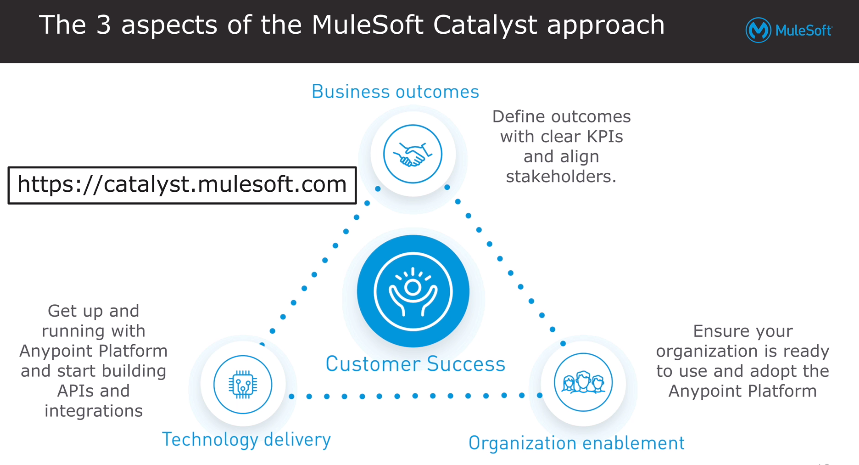 The 3 aspects of the MuleSoft Catalyst approach
MuleSoft
Business outcomes
Define outcomes
with clear KPIs
and align
stakeholders.
https://catalyst.mulesoft.com
Get up and
running with
Anypoint Platform
and start building
APIs and
integrations
Customer Success
Ensure your
organization is ready
to use and adopt the
Anypoint Platform
Technology delivery
Organization enablement